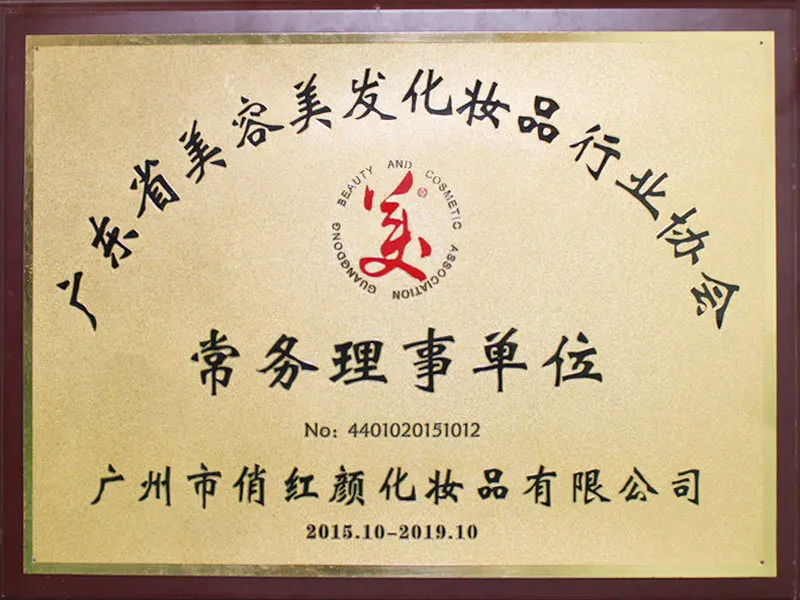 广东省美容美发化妆品行业协会
GUANGDONG BEAUTY AND COSMETIC ASSOCIATION
美
常务理事单位
No: 4401020151012
广州市俏红颜化妆品有限公司
2015.10-2019.10